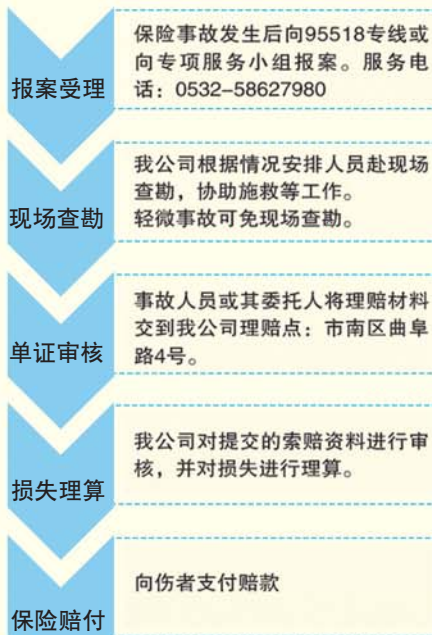 报案受理
保险事故发生后向95518专线或
向专项服务小组报案。服务电
话：0532-58627980
现场查勘
我公司根据情况安排人员赴现场
查勘，协助施救等工作。
轻微事故可免现场查勘。
单证审核
事故人员或其委托人将理赔材料
交到我公司理赔点：市南区曲阜
路4号。
损失理算
我公司对提交的索赔资料进行审
核，并对损失进行理算。
保险赔付
向伤者支付赔款